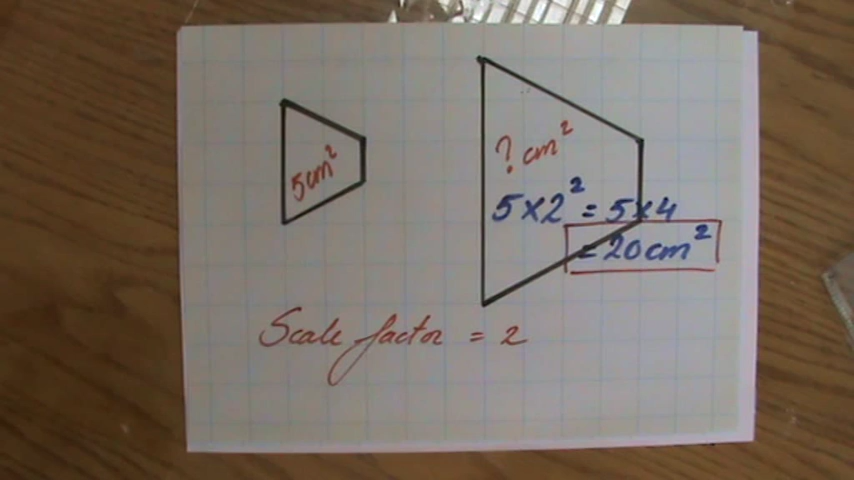 5cm²
? cm²
5×2² = 5×4
= 20cm²
Scale factor = 2